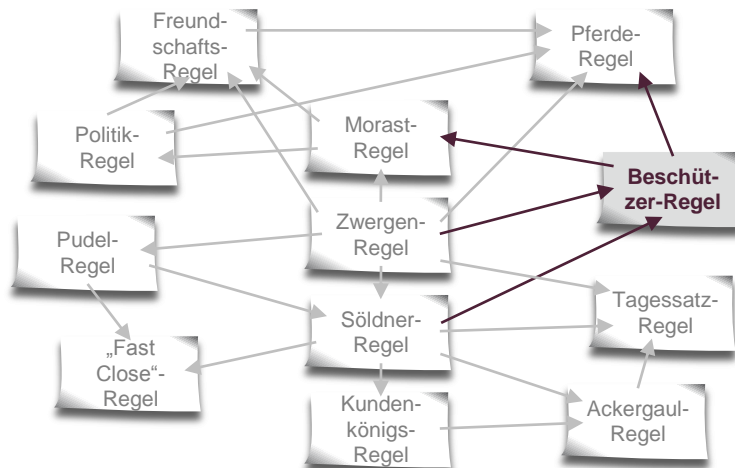 Freund-
schafts-
Regel
Pferde-
Regel
Politik-
Regel
Morast-
Regel
Beschüt-
zer-Regel
Pudel-
Regel
Zwergen-
Regel
Söldner-
Regel
Tagessatz-
Regel
„Fast
Close“-
Regel
Kunden-
königs-
Regel
Ackergaul-
Regel